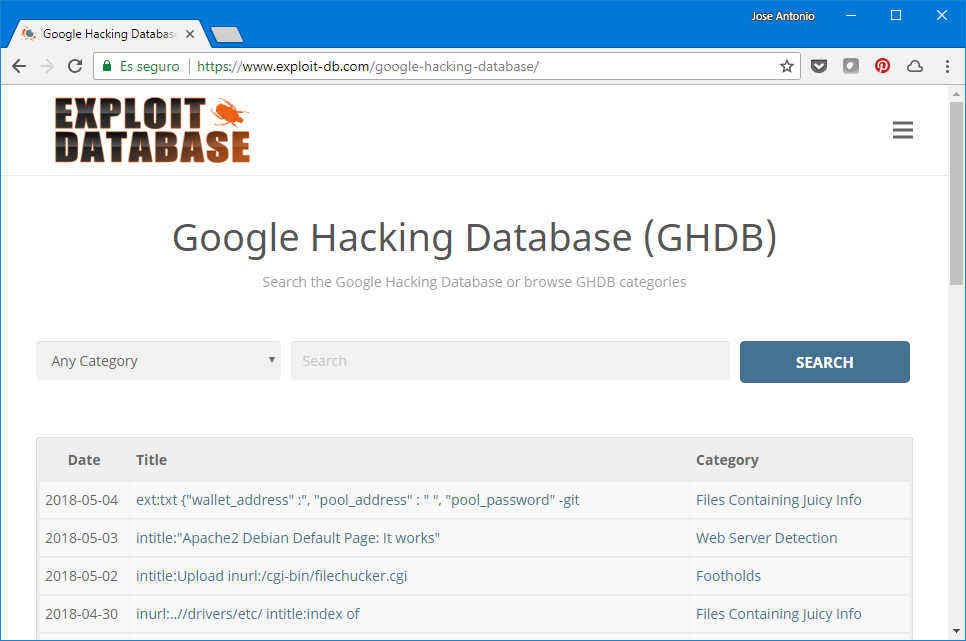 Jose Antonio
Google Hacking Databas
Es seguro https://www.exploit-db.com/google-hacking-database/
EXPLOIT
DATABASE
Google Hacking Database (GHDB)
Search the Google Hacking Database or browse GHDB categories
Any Category Search SEARCH
Date Title Category
2018-05-04 ext:txt {"wallet_address" :", "pool_address" : " ", "pool_password" -git Files Containing Juicy Info
2018-05-03 intitle:"Apache2 Debian Default Page: It works" Web Server Detection
2018-05-02 intitle:Upload inurl:/cgi-bin/filechucker.cgi Footholds
2018-04-30 inurl:..//drivers/etc/ intitle:index of Files Containing Juicy Info